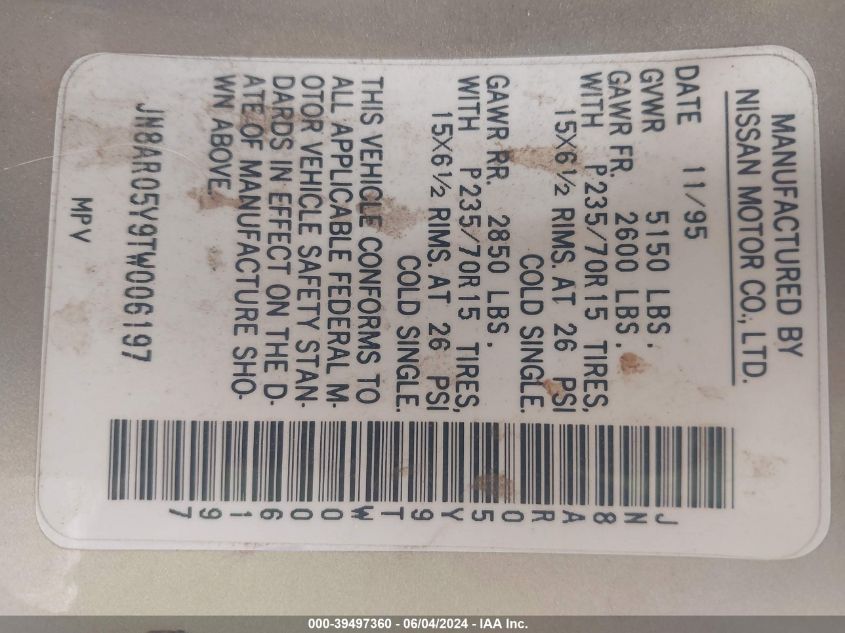 MANUFACTURED BY
NISSAN MOTOR CO., LTD.
DATE 11/95
GVWR 5150 LBS.
GAWR FR. 2600 LBS.
WITH P235/70R15 TIRES,
15X6½ RIMS. AT 26 PSI
COLD SINGLE.
GAWR RR. 2850 LBS.
WITH P235/70R15 TIRES,
15X6½ RIMS. AT 26 PSI
COLD SINGLE.
THIS VEHICLE CONFORMS TO
ALL APPLICABLE FEDERAL M-
OTOR VEHICLE SAFETY STAN-
DARDS IN EFFECT ON THE D-
ATE OF MANUFACTURE SHO-
WN ABOVE.
JN8AR05Y9TW006197
MPV
JN8AR05Y9TW006197
000-39497360 - 06/04/2024 - IAA Inc.